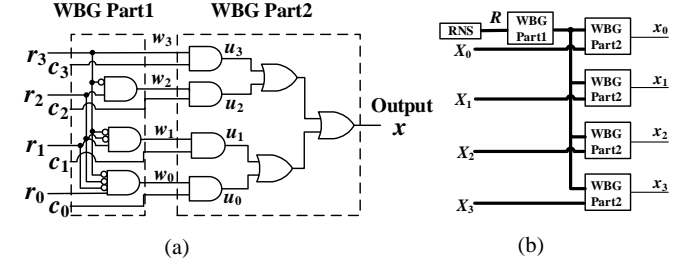 WBG Part1
WBG Part2
r3
c3
w3
u3
r2
c2
w2
u2
Output
x
r1
c1
w1
u1
r0
c0
w0
u0
(a)
RNS
R
WBG
Part1
WBG
Part2
x0
X0
WBG
Part2
x1
X1
WBG
Part2
x2
X2
WBG
Part2
x3
X3
(b)